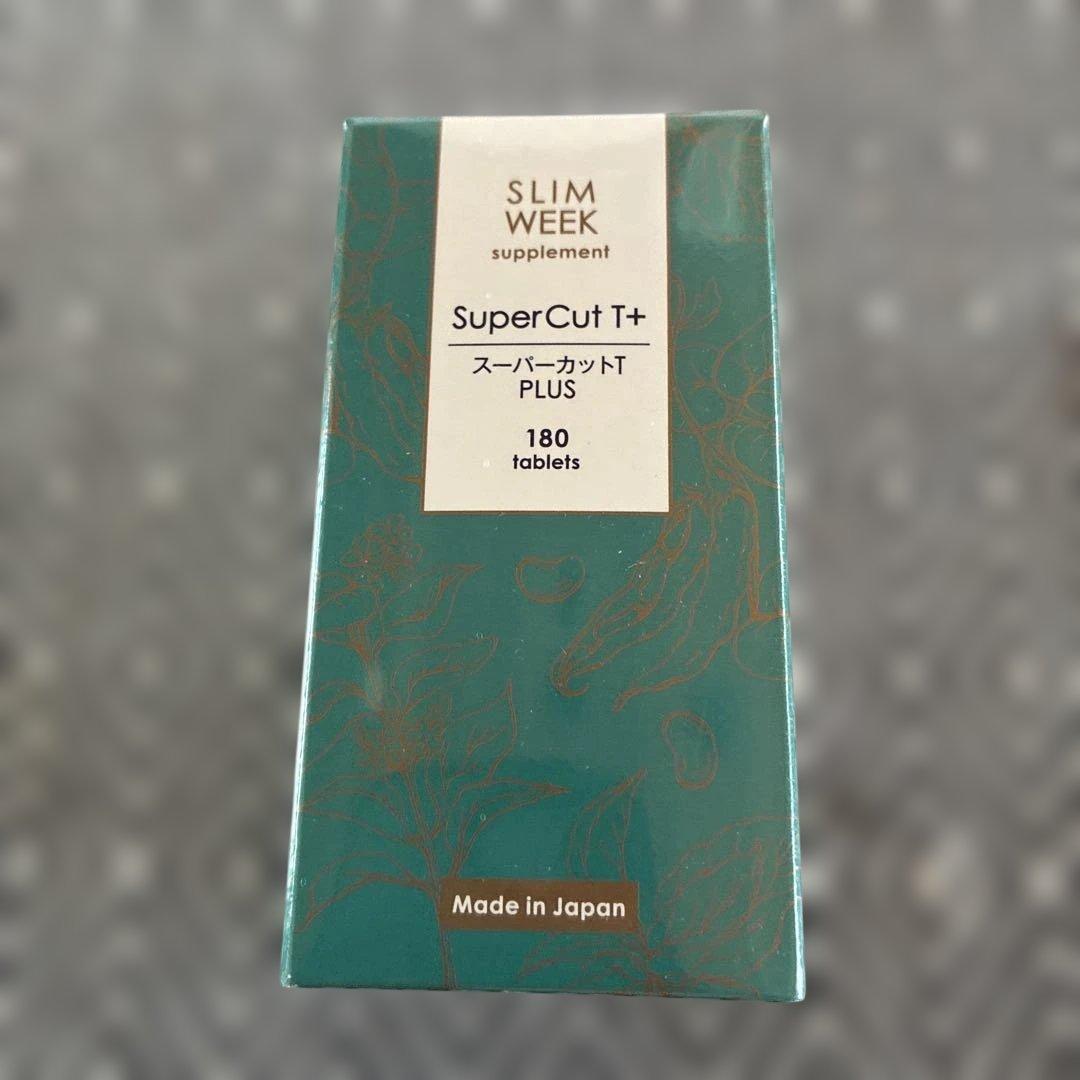 SLIM
WEEK
supplement
SuperCut T+
スーパーカットT
PLUS
180
tablets
Made in Japan